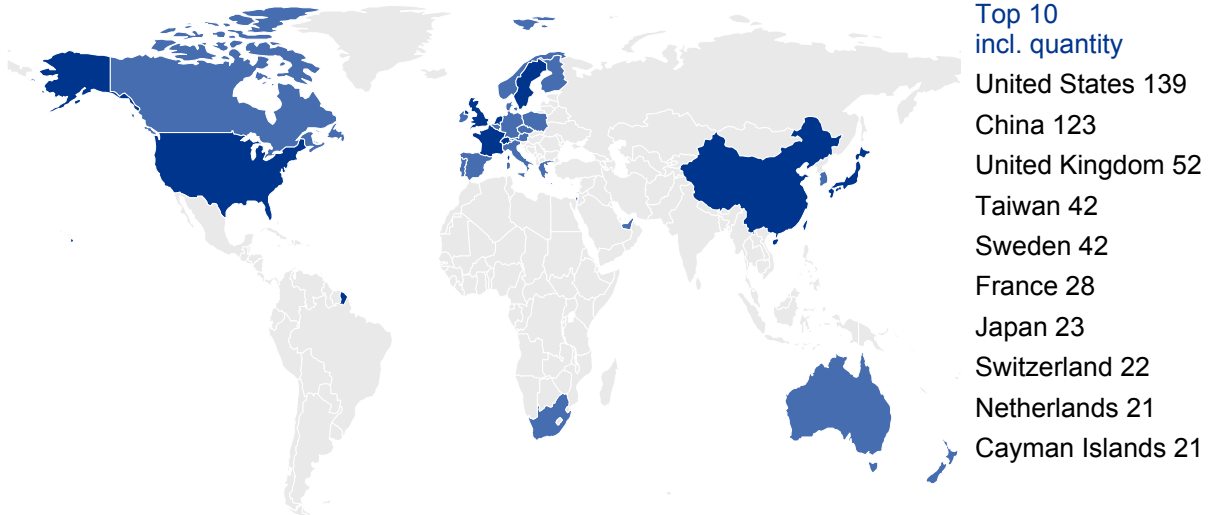 Top 10
incl. quantity
United States 139
China 123
United Kingdom 52
Taiwan 42
Sweden 42
France 28
Japan 23
Switzerland 22
Netherlands 21
Cayman Islands 21